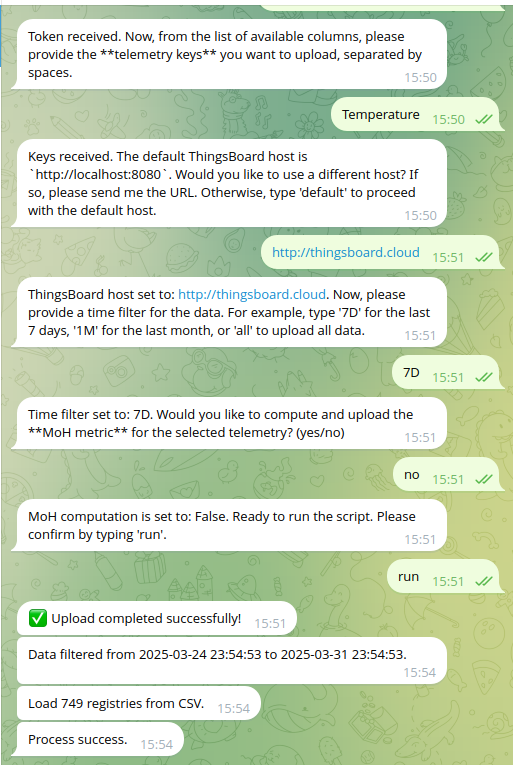 Token received. Now, from the list of available columns, please
provide the **telemetry keys** you want to upload, separated by
spaces.
15:50
Temperature 15:50
Keys received. The default ThingsBoard host is
`http://localhost:8080`. Would you like to use a different host? If
so, please send me the URL. Otherwise, type 'default' to proceed
with the default host.
15:50
http://thingsboard.cloud 15:51
ThingsBoard host set to: http://thingsboard.cloud. Now, please
provide a time filter for the data. For example, type '7D' for the last
7 days, '1M' for the last month, or 'all' to upload all data.
15:51
7D 15:51
Time filter set to: 7D. Would you like to compute and upload the
**MoH metric** for the selected telemetry? (yes/no)
15:51
no 15:51
MoH computation is set to: False. Ready to run the script. Please
confirm by typing 'run'.
15:51
run 15:51
✅ Upload completed successfully! 15:51
Data filtered from 2025-03-24 23:54:53 to 2025-03-31 23:54:53.
15:54
Load 749 registries from CSV. 15:54
Process success. 15:54